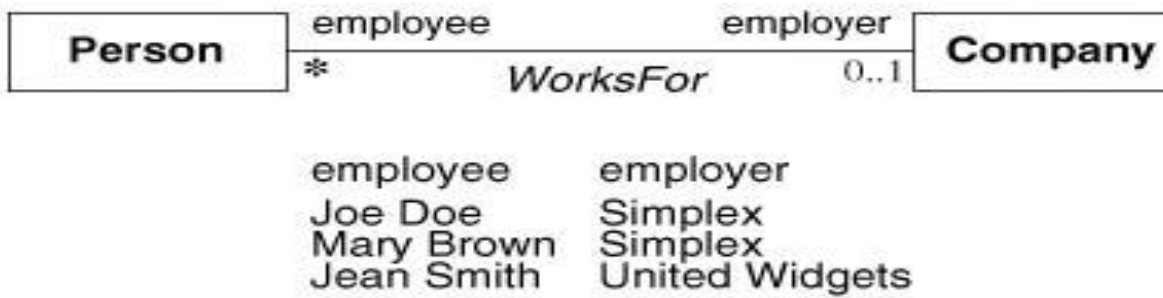 employee employer
Person Company
* WorksFor 0..1
employee employer
Joe Doe Simplex
Mary Brown Simplex
Jean Smith United Widgets